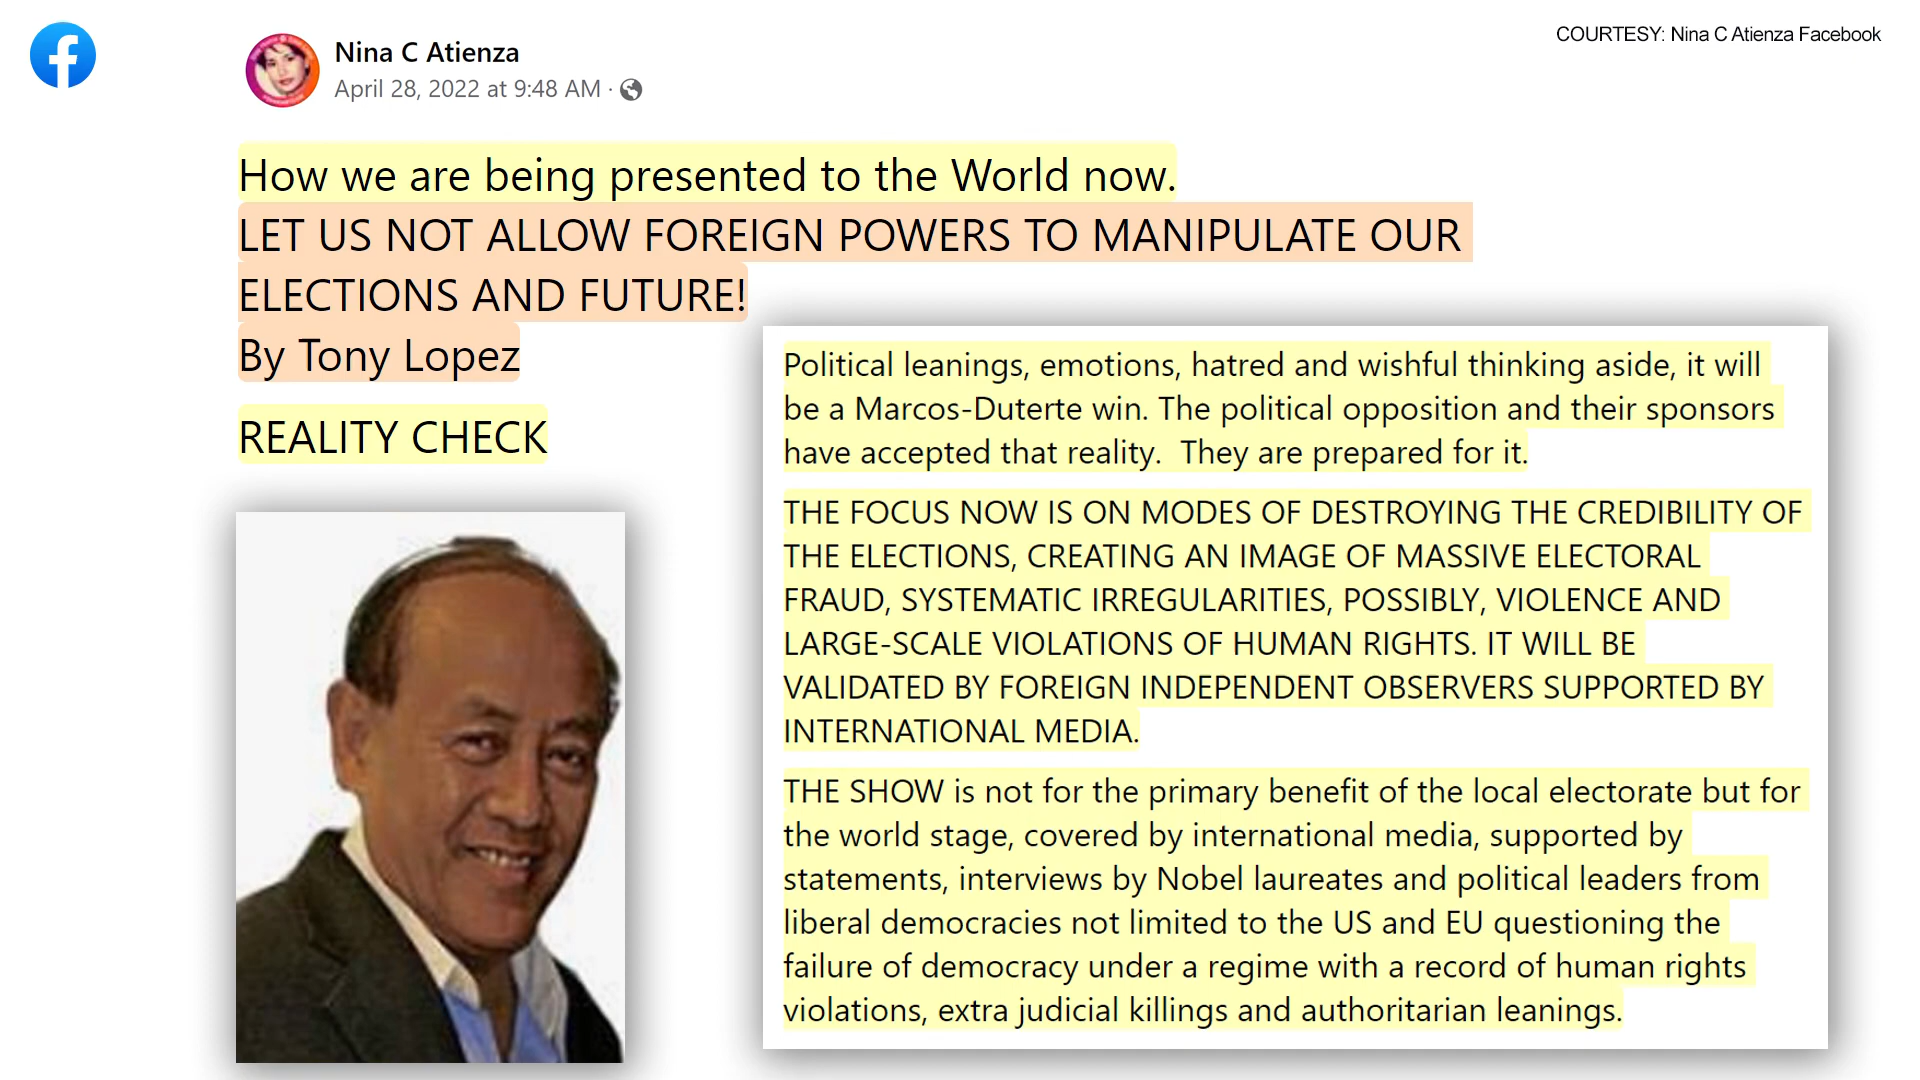 COURTESY: Nina C Atienza Facebook
Nina C Atienza
April 28, 2022 at 9:48 AM ·
How we are being presented to the World now.
LET US NOT ALLOW FOREIGN POWERS TO MANIPULATE OUR
ELECTIONS AND FUTURE!
By Tony Lopez
REALITY CHECK
Political leanings, emotions, hatred and wishful thinking aside, it will
be a Marcos-Duterte win. The political opposition and their sponsors
have accepted that reality.  They are prepared for it.
THE FOCUS NOW IS ON MODES OF DESTROYING THE CREDIBILITY OF
THE ELECTIONS, CREATING AN IMAGE OF MASSIVE ELECTORAL
FRAUD, SYSTEMATIC IRREGULARITIES, POSSIBLY, VIOLENCE AND
LARGE-SCALE VIOLATIONS OF HUMAN RIGHTS. IT WILL BE
VALIDATED BY FOREIGN INDEPENDENT OBSERVERS SUPPORTED BY
INTERNATIONAL MEDIA.
THE SHOW is not for the primary benefit of the local electorate but for
the world stage, covered by international media, supported by
statements, interviews by Nobel laureates and political leaders from
liberal democracies not limited to the US and EU questioning the
failure of democracy under a regime with a record of human rights
violations, extra judicial killings and authoritarian leanings.